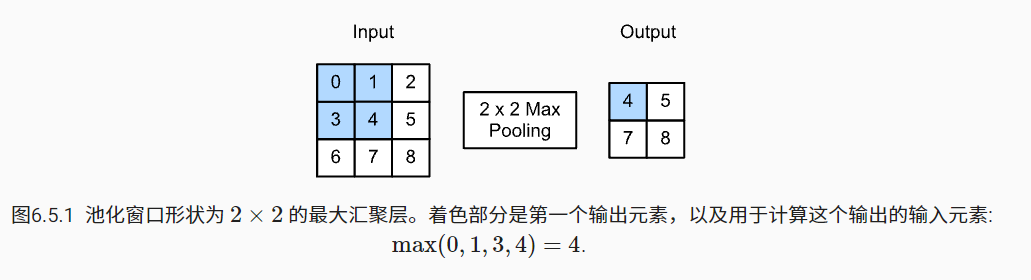 Input Output
0 1 2
3 4 5
6 7 8
2 x 2 Max
Pooling
4 5
7 8
图6.5.1 池化窗口形状为 2 × 2 的最大汇聚层。着色部分是第一个输出元素，以及用于计算这个输出的输入元素:
max(0, 1, 3, 4) = 4.